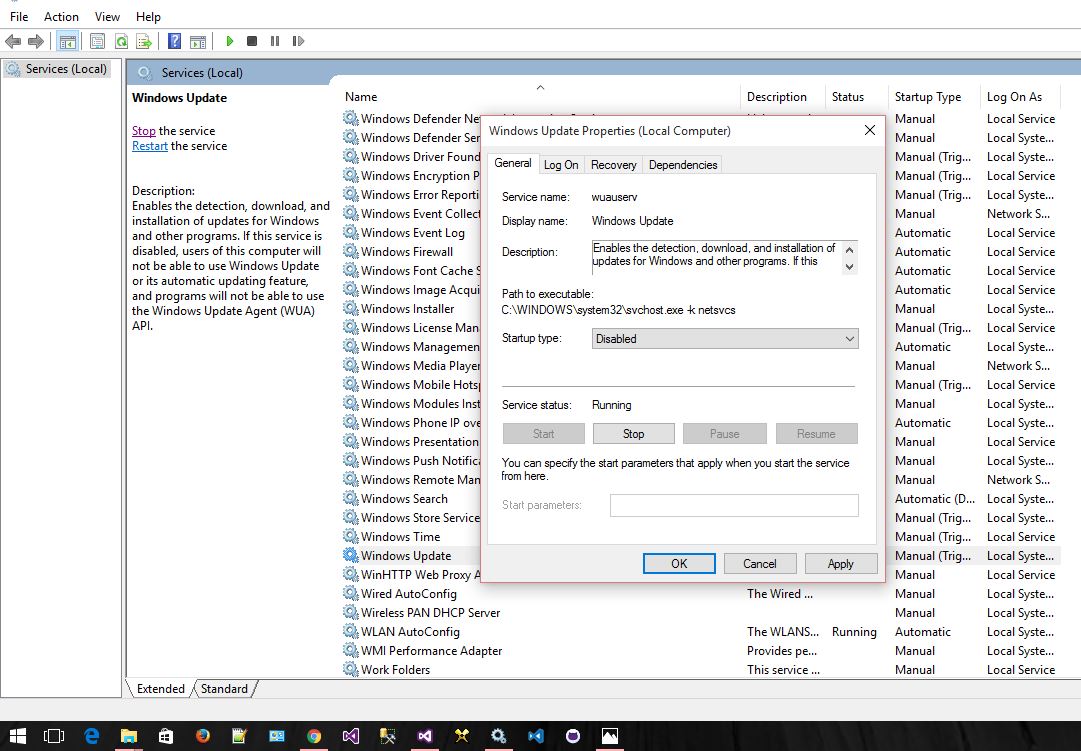 File Action View Help
Services (Local)
Services (Local)
Windows Update
Stop the service
Restart the service
Description:
Enables the detection, download, and
installation of updates for Windows
and other programs. If this service is
disabled, users of this computer will
not be able to use Windows Update
or its automatic updating feature,
and programs will not be able to use
the Windows Update Agent (WUA)
API.
Name Description Status Startup Type Log On As
Windows Defender Ne Manual Local Service
Windows Defender Ser Manual Local Syste...
Windows Driver Found Manual (Trig... Local Syste...
Windows Encryption P Manual (Trig... Local Service
Windows Error Reporti Manual (Trig... Local Syste...
Windows Event Collect Manual Network S...
Windows Event Log Automatic Local Service
Windows Firewall Automatic Local Service
Windows Font Cache S Automatic Local Service
Windows Image Acqui Automatic Local Service
Windows Installer Manual Local Syste...
Windows License Man Manual (Trig... Local Service
Windows Managemen Automatic Local Syste...
Windows Media Player Manual Network S...
Windows Mobile Hots Manual (Trig... Local Service
Windows Modules Inst Manual Local Syste...
Windows Phone IP ove Automatic Local Syste...
Windows Presentation Manual Local Service
Windows Push Notifica Manual Local Syste...
Windows Remote Man Manual Network S...
Windows Search Automatic (D... Local Syste...
Windows Store Service Manual (Trig... Local Syste...
Windows Time Manual (Trig... Local Service
Windows Update Manual (Trig... Local Syste...
WinHTTP Web Proxy A Manual Local Service
Wired AutoConfig The Wired ... Manual Local Syste...
Wireless PAN DHCP Server Manual Local Service
WLAN AutoConfig The WLANS... Running Automatic Local Syste...
WMI Performance Adapter Provides pe... Manual Local Syste...
Work Folders This service ... Manual Local Service
Windows Update Properties (Local Computer)
General Log On Recovery Dependencies
Service name: wuauserv
Display name: Windows Update
Description: Enables the detection, download, and installation of
updates for Windows and other programs. If this
Path to executable:
C:\WINDOWS\system32\svchost.exe -k netsvcs
Startup type: Disabled
Service status: Running
Start Stop Pause Resume
You can specify the start parameters that apply when you start the service
from here.
Start parameters:
OK Cancel Apply
Extended Standard